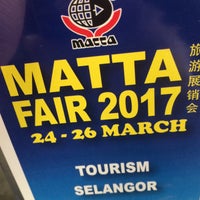 matta
MATTA
FAIR 2017
24 - 26 MARCH
旅游展销会
TOURISM
SELANGOR